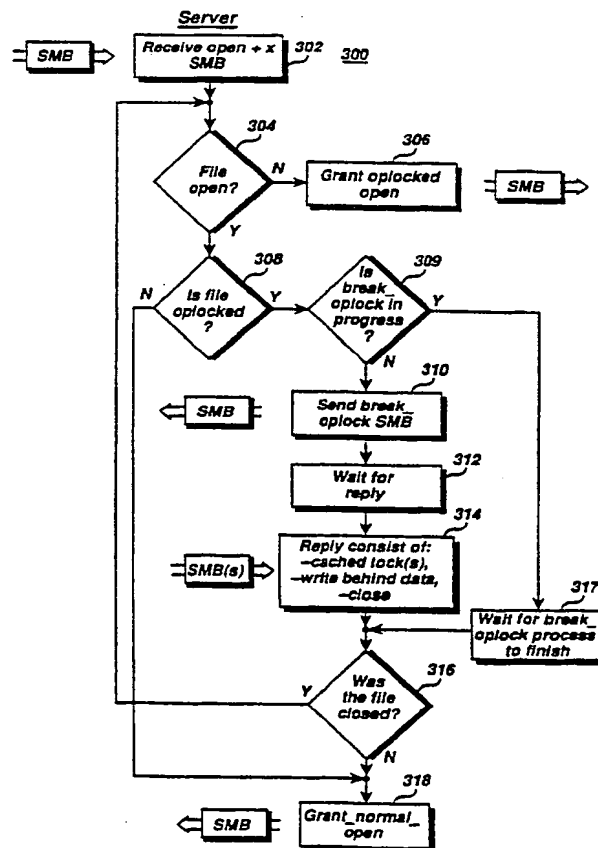 Server
SMB
Receive open + x
SMB
302
300
304
File
open?
N
306
Grant oplocked
open
SMB
Y
308
N
Is file
oplocked
?
Y
309
Is
break_
oplock in
progress
?
Y
N
310
SMB
Send break_
oplock SMB
312
Wait for
reply
314
SMB(s)
Reply consist of:
–cached lock(s),
–write behind data,
–close
317
Wait for break_
oplock process
to finish
316
Y
Was
the file
closed?
N
318
SMB
Grant_normal_
open